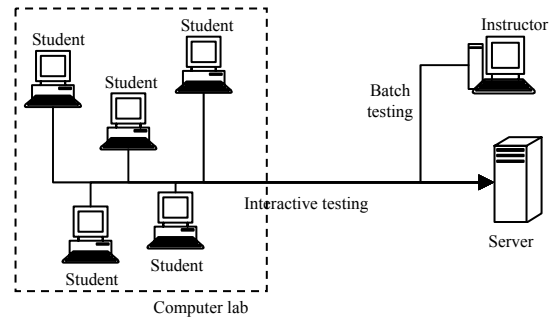 Student
Student
Student
Instructor
Batch
testing
Interactive testing
Student
Student
Server
Computer lab